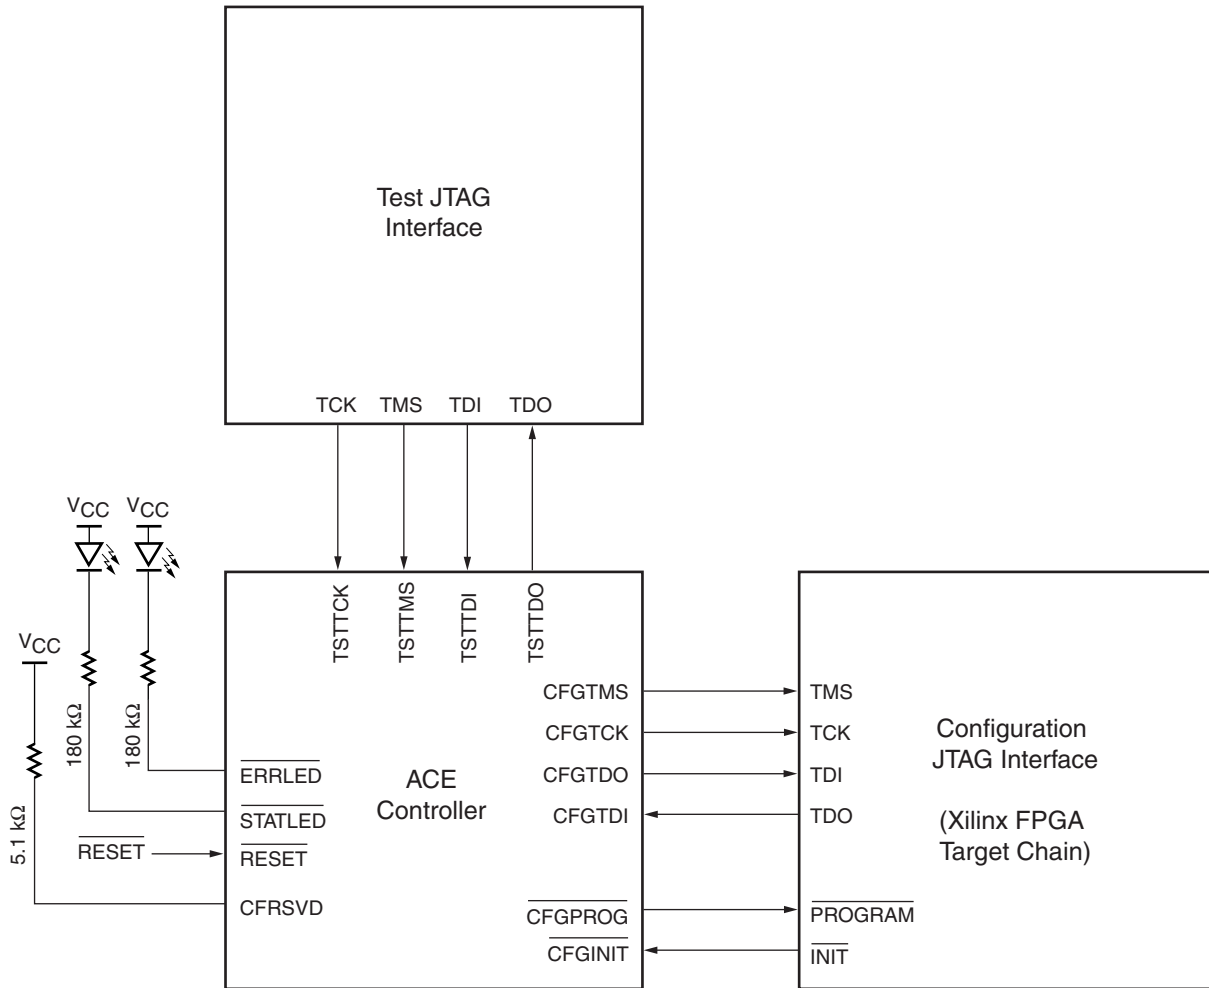 Test JTAG
Interface
TCK TMS TDI TDO
VCC VCC
TSTTCK TSTTMS TSTTDI TSTTDO
VCC
180 kΩ 180 kΩ
5.1 kΩ
ERRLED
STATLED
RESET
RESET
CFRSVD
ACE
Controller
CFGTMS
CFGTCK
CFGTDO
CFGTDI
CFGPROG
CFGINIT
TMS
TCK
TDI
TDO
PROGRAM
INIT
Configuration
JTAG Interface
(Xilinx FPGA
Target Chain)